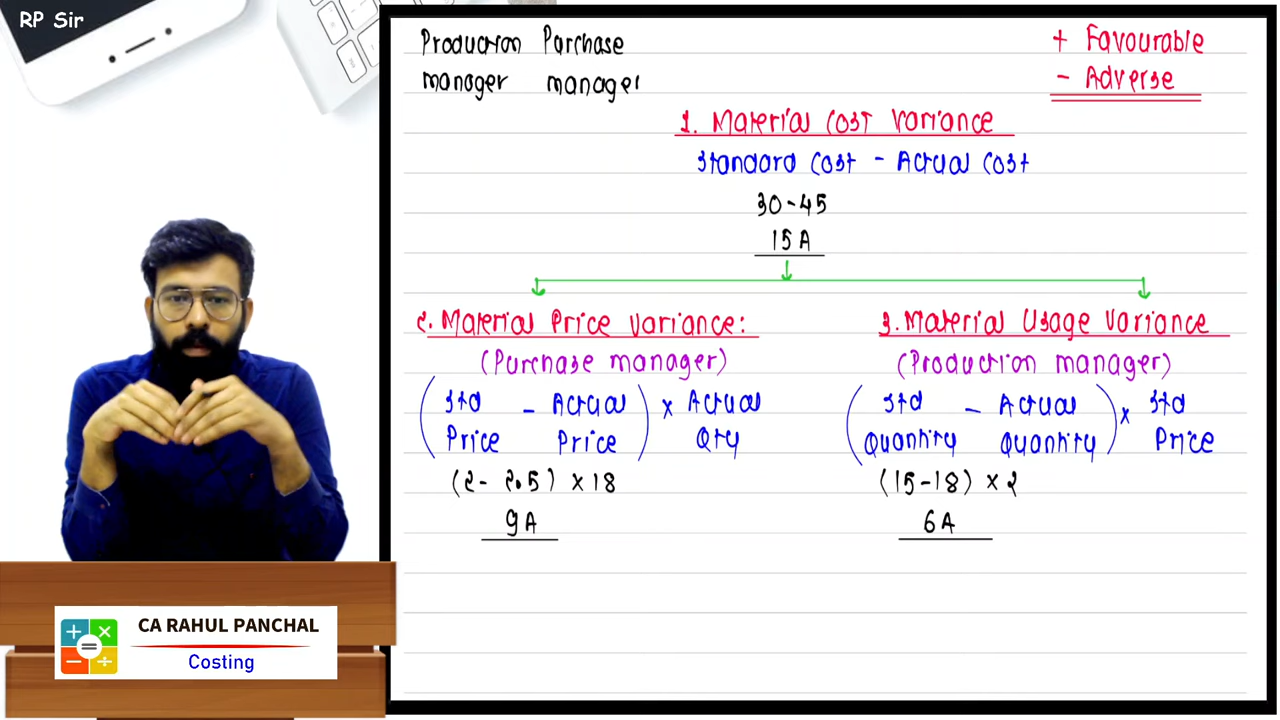 RP Sir
Production Purchase
manager manager
+ Favourable
- Adverse
1. Material Cost Variance
Standard Cost - Actual Cost
30-45
15 A
2. Material Price Variance:
(Purchase manager)
(Std Price - Actual Price) × Actual Qty
(2 - 2.5) × 18
9A
3. Material Usage Variance
(Production manager)
(Std Quantity - Actual Quantity) × Std Price
(15-18) × 2
6A
CA RAHUL PANCHAL
Costing